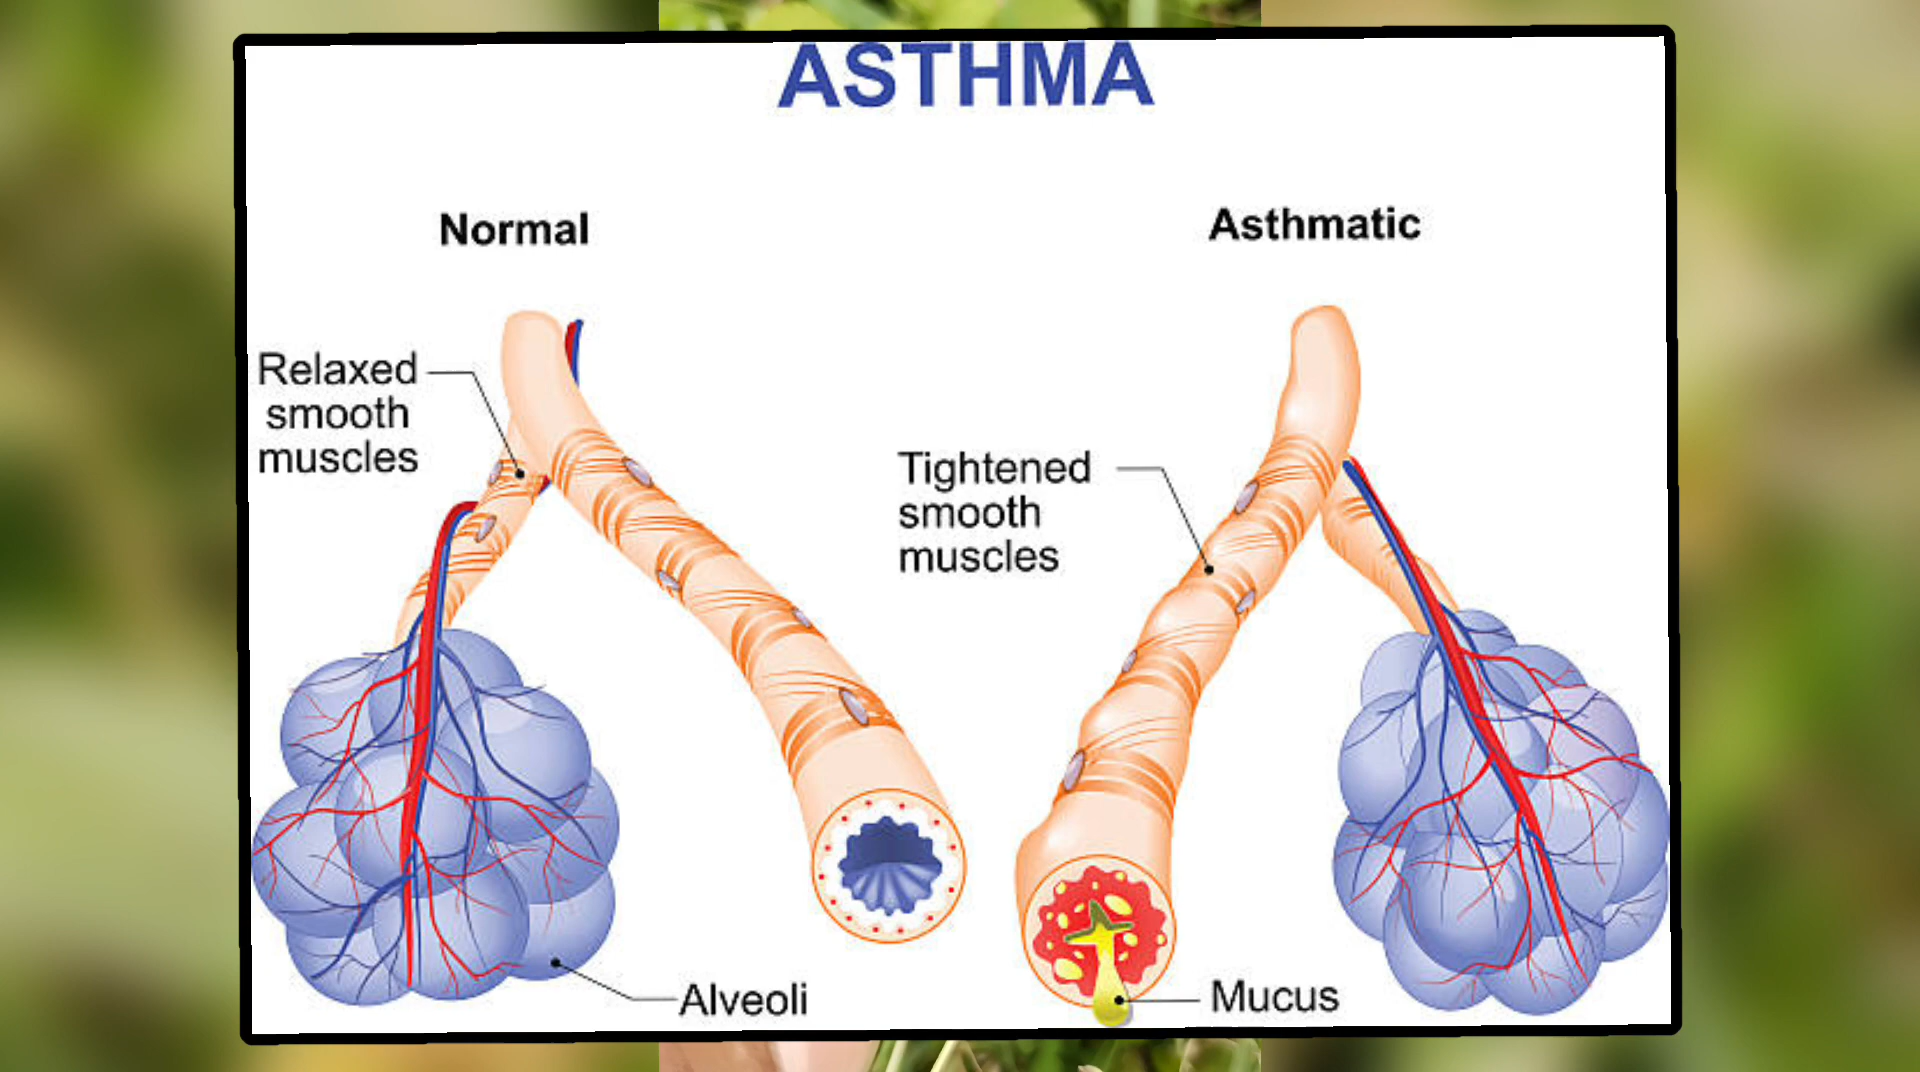 ASTHMA
Normal
Asthmatic
Relaxed
smooth
muscles
Tightened
smooth
muscles
Alveoli
Mucus